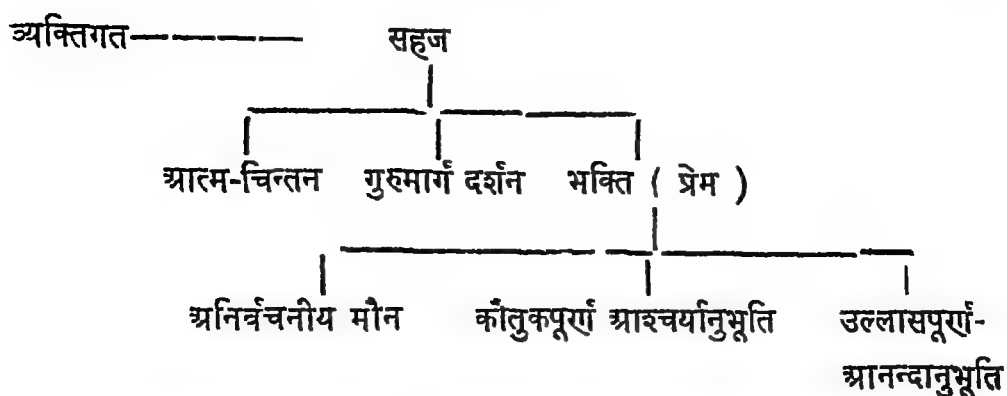 व्यक्तिगत————— सहज
आत्म-चिन्तन गुरुमार्ग दर्शन भक्ति ( प्रेम )
अनिर्वचनीय मौन कौतुकपूर्ण आश्चर्यानुभूति उल्लासपूर्ण-
आनन्दानुभूति